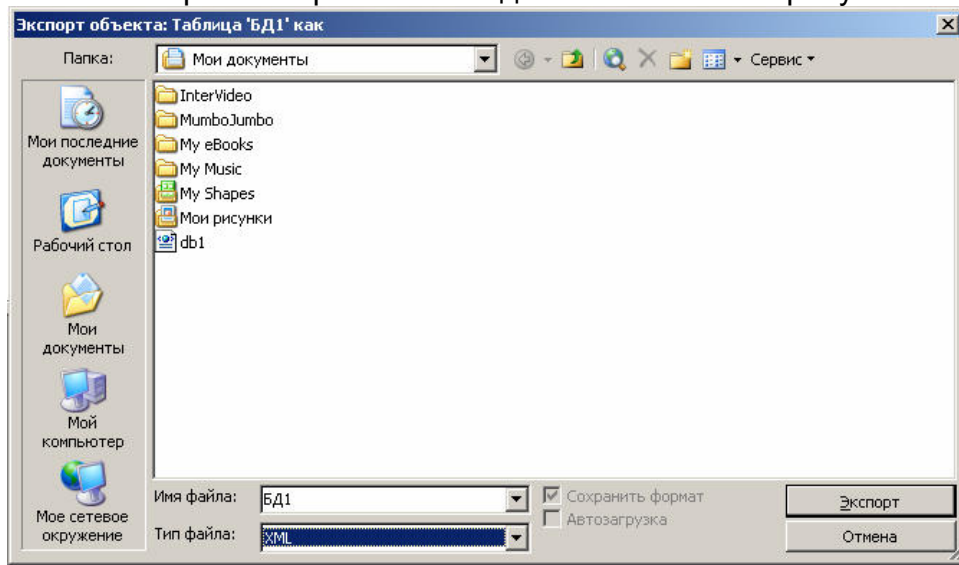 Экспорт объекта: Таблица 'БД1' как
Папка:
Мои документы
Сервис
Мои последние документы
Рабочий стол
Мои документы
Мой компьютер
Мое сетевое окружение
InterVideo
MumboJumbo
My eBooks
My Music
My Shapes
Мои рисунки
db1
Имя файла:
БД1
Сохранить формат
Экспорт
Тип файла:
XML
Автозагрузка
Отмена